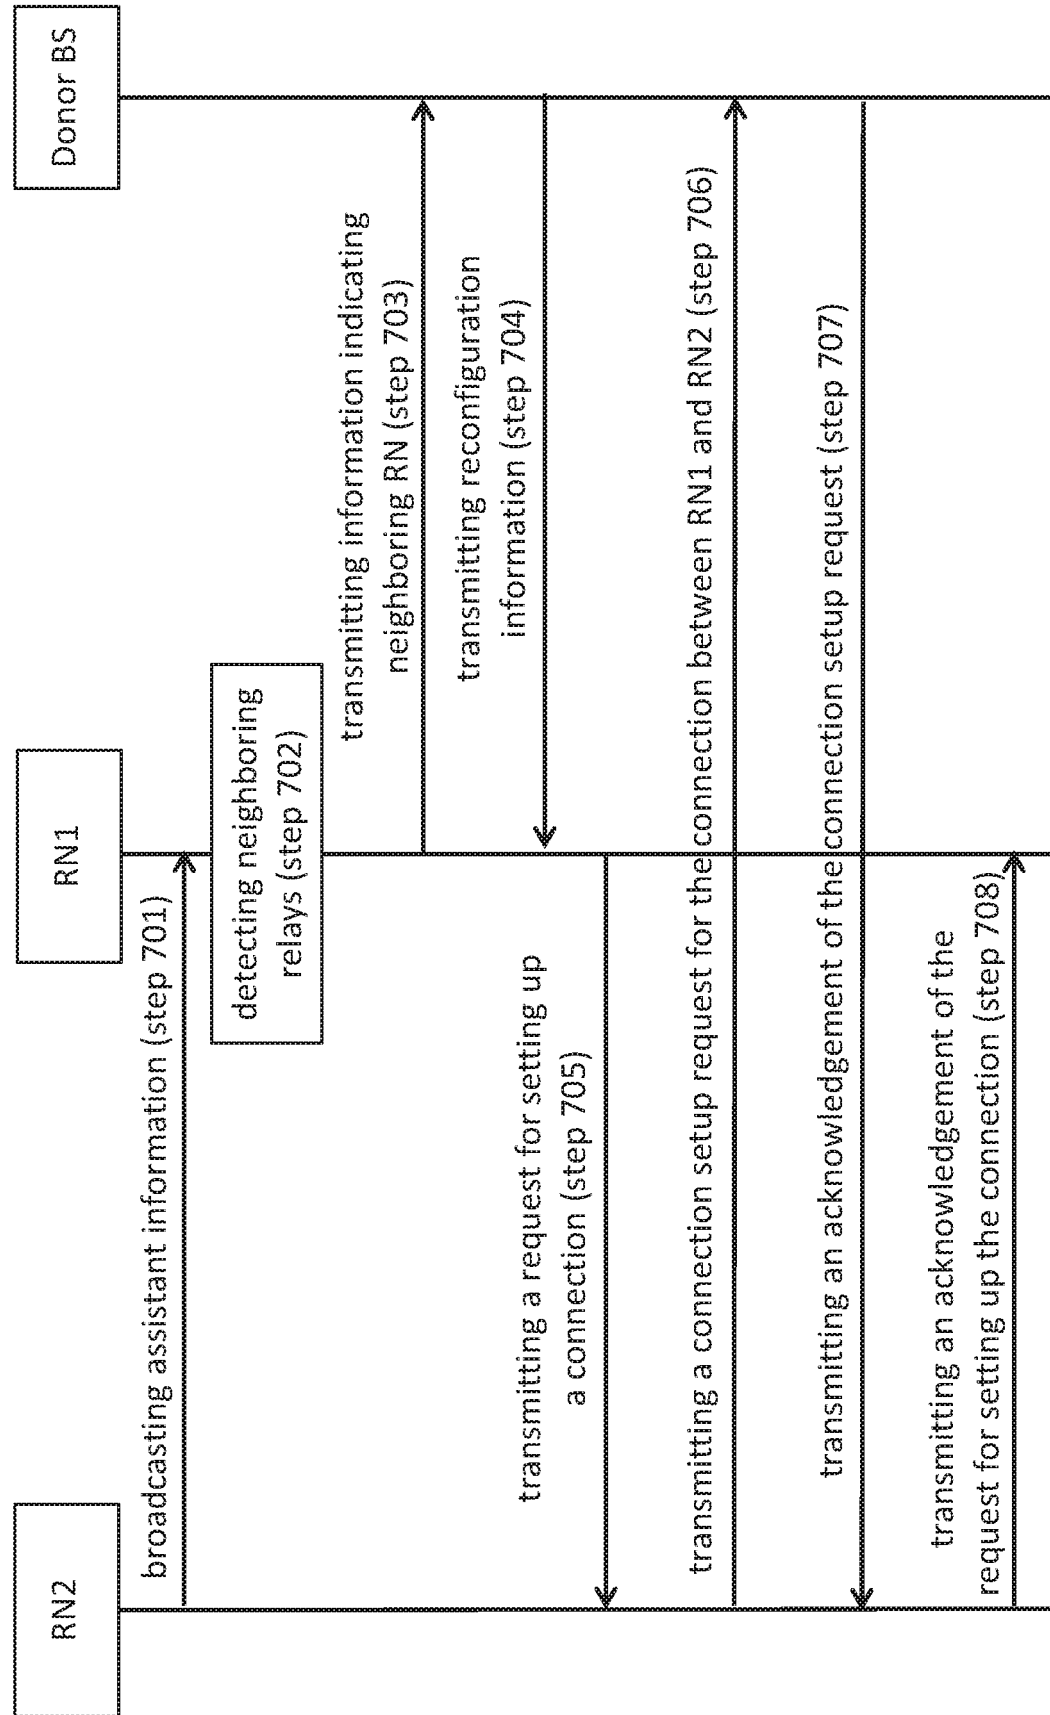 RN2
RN1
Donor BS
broadcasting assistant information (step 701)
detecting neighboring
relays (step 702)
transmitting information indicating
neighboring RN (step 703)
transmitting reconfiguration
information (step 704)
transmitting a request for setting up
a connection (step 705)
transmitting a connection setup request for the connection between RN1 and RN2 (step 706)
transmitting an acknowledgement of the connection setup request (step 707)
transmitting an acknowledgement of the
request for setting up the connection (step 708)